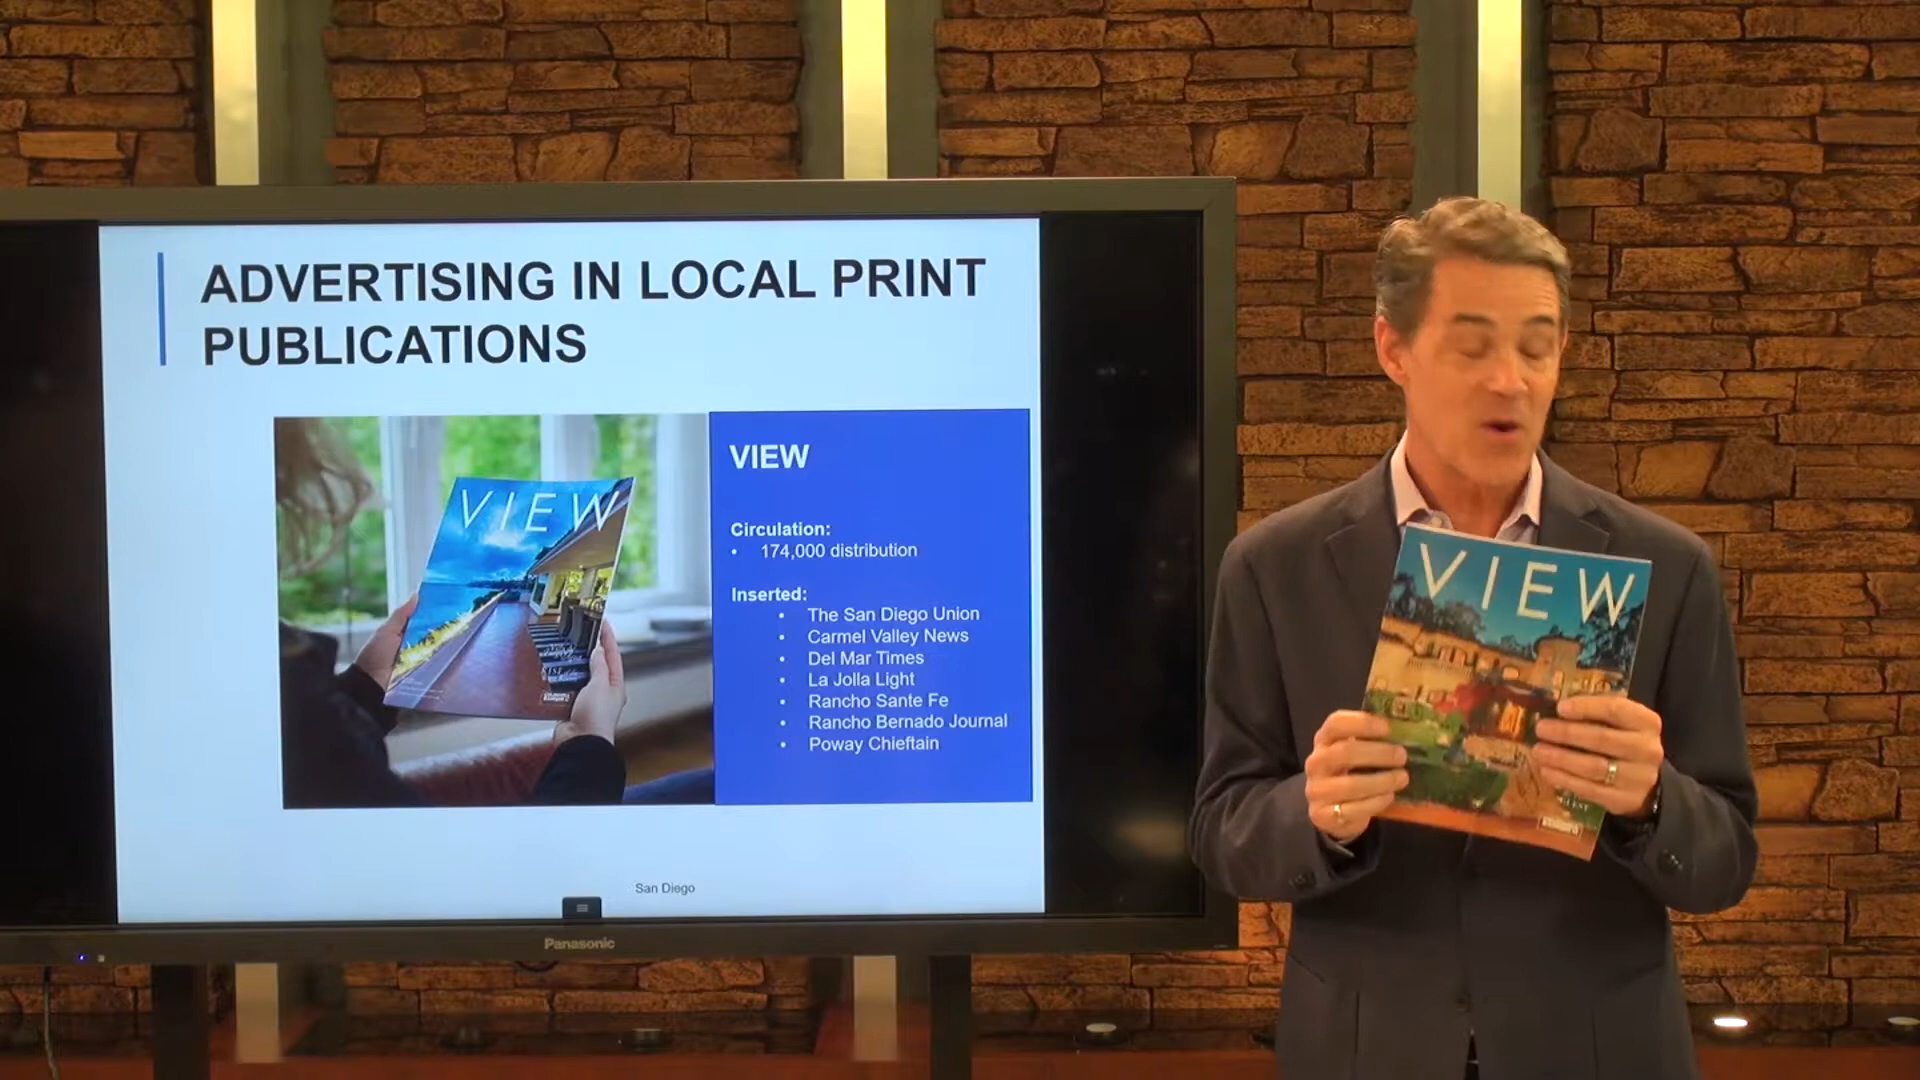 ADVERTISING IN LOCAL PRINT
PUBLICATIONS
VIEW
VIEW
Circulation:
• 174,000 distribution
Inserted:
• The San Diego Union
• Carmel Valley News
• Del Mar Times
• La Jolla Light
• Rancho Sante Fe
• Rancho Bernado Journal
• Poway Chieftain
San Diego
Panasonic
VIEW